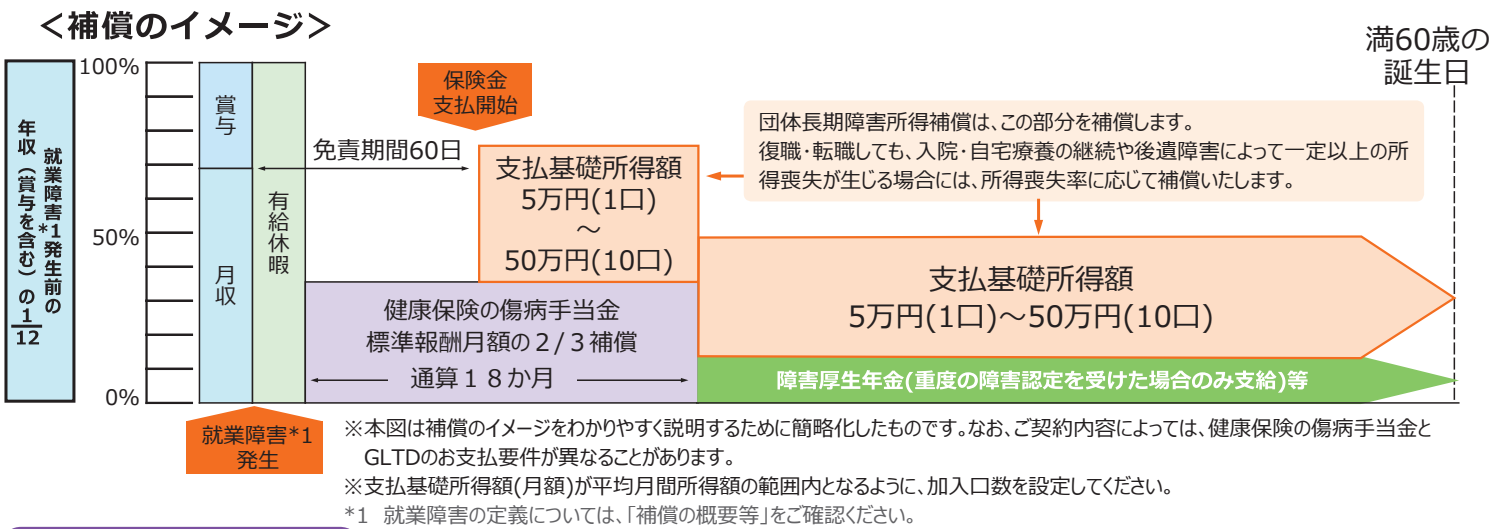 ＜補償のイメージ＞
満60歳の
誕生日
就業障害*1発生前の
年収（賞与を含む）の1/12
100%
50%
0%
賞与
月収
有給休暇
免責期間60日
保険金
支払開始
支払基礎所得額
5万円(1口)
～
50万円(10口)
団体長期障害所得補償は、この部分を補償します。
復職・転職しても、入院・自宅療養の継続や後遺障害によって一定以上の所
得喪失が生じる場合には、所得喪失率に応じて補償いたします。
支払基礎所得額
5万円(1口)～50万円(10口)
健康保険の傷病手当金
標準報酬月額の２/３補償
通算１８か月
障害厚生年金(重度の障害認定を受けた場合のみ支給)等
就業障害*1
発生
※本図は補償のイメージをわかりやすく説明するために簡略化したものです。なお、ご契約内容によっては、健康保険の傷病手当金と
GLTDのお支払要件が異なることがあります。
※支払基礎所得額(月額)が平均月間所得額の範囲内となるように、加入口数を設定してください。
*1 就業障害の定義については、「補償の概要等」をご確認ください。